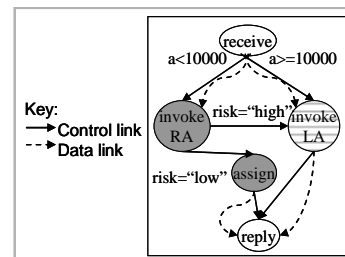 receive
a<10000
a>=10000
Key:
Control link
Data link
invoke
RA
risk="high"
invoke
LA
risk="low"
assign
reply